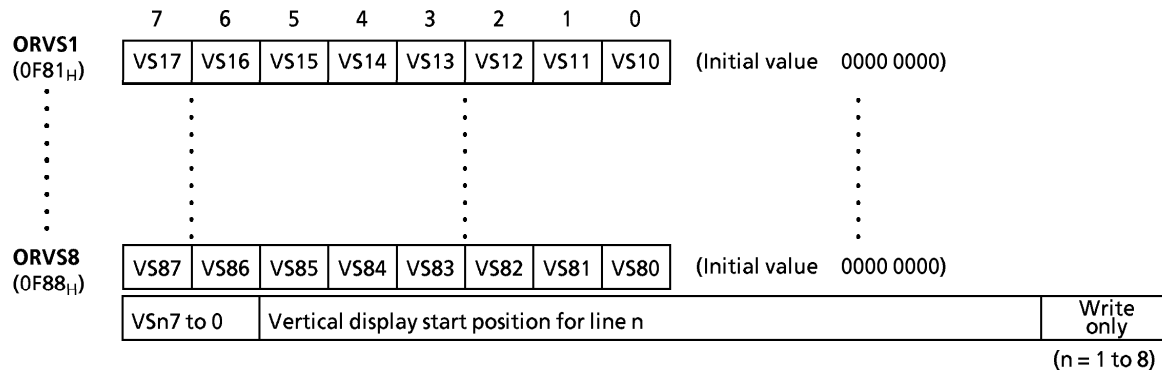 7 6 5 4 3 2 1 0
ORVS1
(0F81H)
VS17 VS16 VS15 VS14 VS13 VS12 VS11 VS10 (Initial value 0000 0000)
ORVS8
(0F88H)
VS87 VS86 VS85 VS84 VS83 VS82 VS81 VS80 (Initial value 0000 0000)
VSn7 to 0 Vertical display start position for line n Write only
(n = 1 to 8)